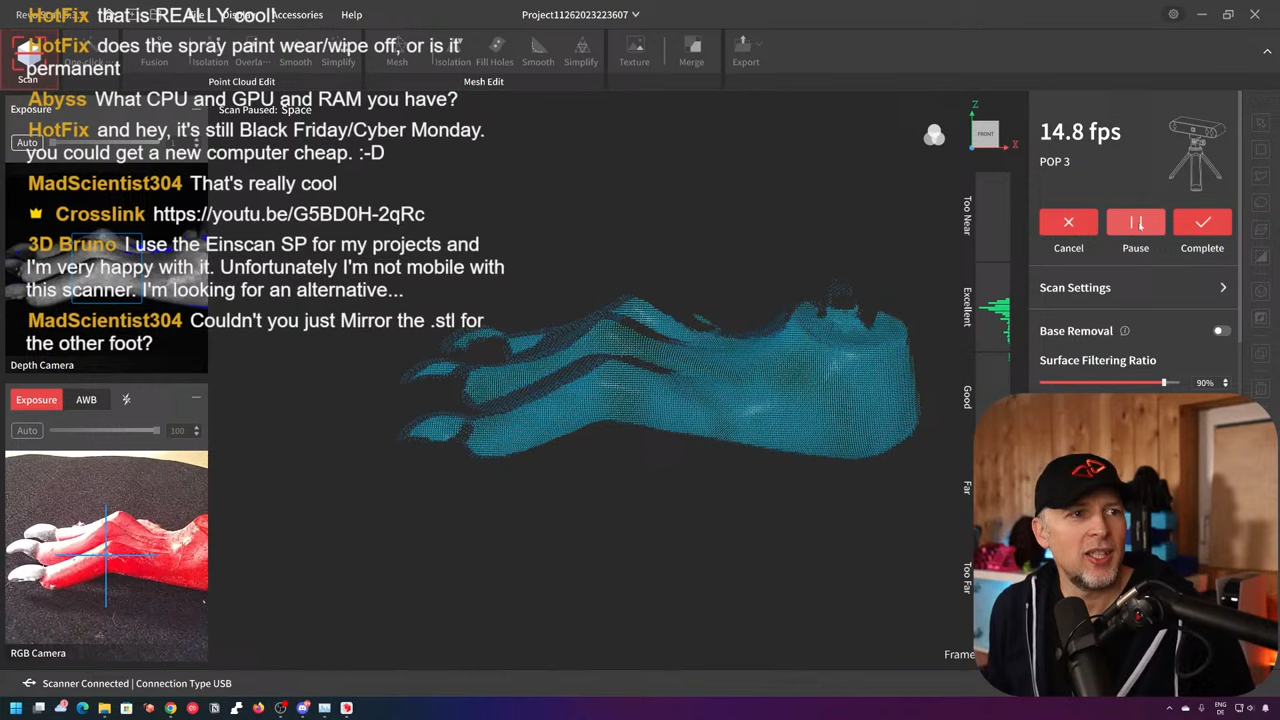 HotFix that is REALLY cool!
Display
Accessories
Help
Project11262023223607
HotFix does the spray paint wear/wipe off, or is it
permanent
Scan
Fusion
Isolation
Overla...
Smooth
Simplify
Mesh
Isolation
Fill Holes
Smooth
Simplify
Texture
Merge
Export
Point Cloud Edit
Mesh Edit
Abyss What CPU and GPU and RAM you have?
Exposure
Scan Paused: Space
HotFix and hey, it's still Black Friday/Cyber Monday.
you could get a new computer cheap. :-D
Auto
MadScientist304 That's really cool
Crosslink https://youtu.be/G5BD0H-2qRc
3D Bruno I use the Einscan SP for my projects and
I'm very happy with it. Unfortunately I'm not mobile with
this scanner. I'm looking for an alternative...
MadScientist304 Couldn't you just Mirror the .stl for
the other foot?
Depth Camera
Exposure
AWB
Auto
100
RGB Camera
Z
FRONT
X
Too Near
Excellent
Good
Far
Too Far
14.8 fps
POP 3
Cancel
Pause
Complete
Scan Settings
Base Removal
Surface Filtering Ratio
90%
Frame
Scanner Connected | Connection Type USB
ENG
DE